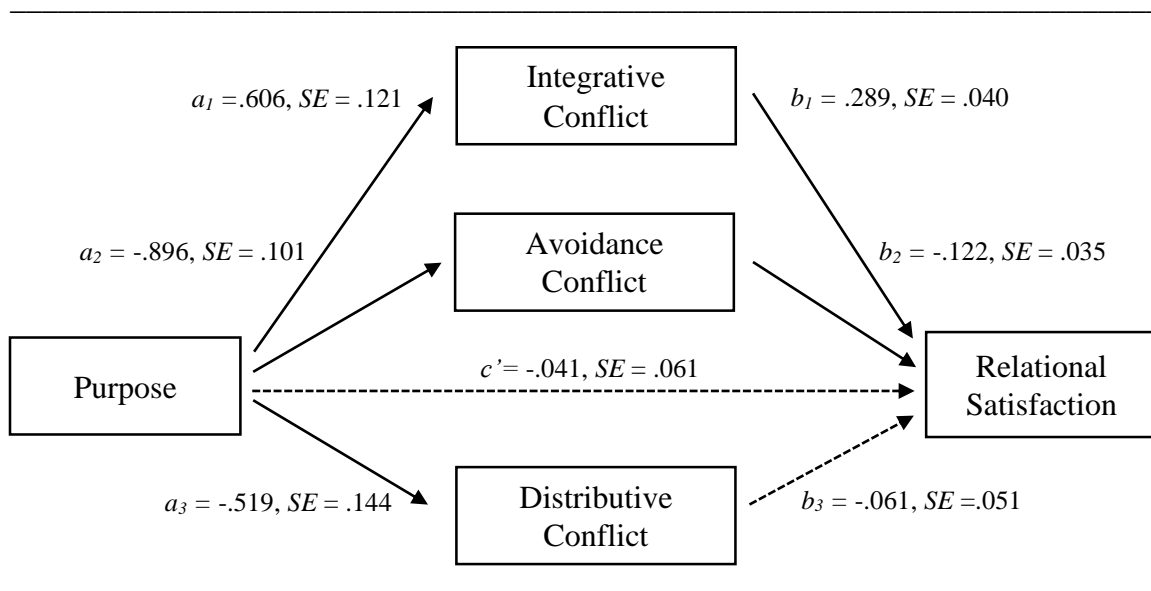 Integrative
Conflict
a1 =.606, SE = .121
b1 = .289, SE = .040
a2 = -.896, SE = .101
Avoidance
Conflict
b2 = -.122, SE = .035
Purpose
c’= -.041, SE = .061
Relational
Satisfaction
a3 = -.519, SE = .144
Distributive
Conflict
b3 = -.061, SE =.051